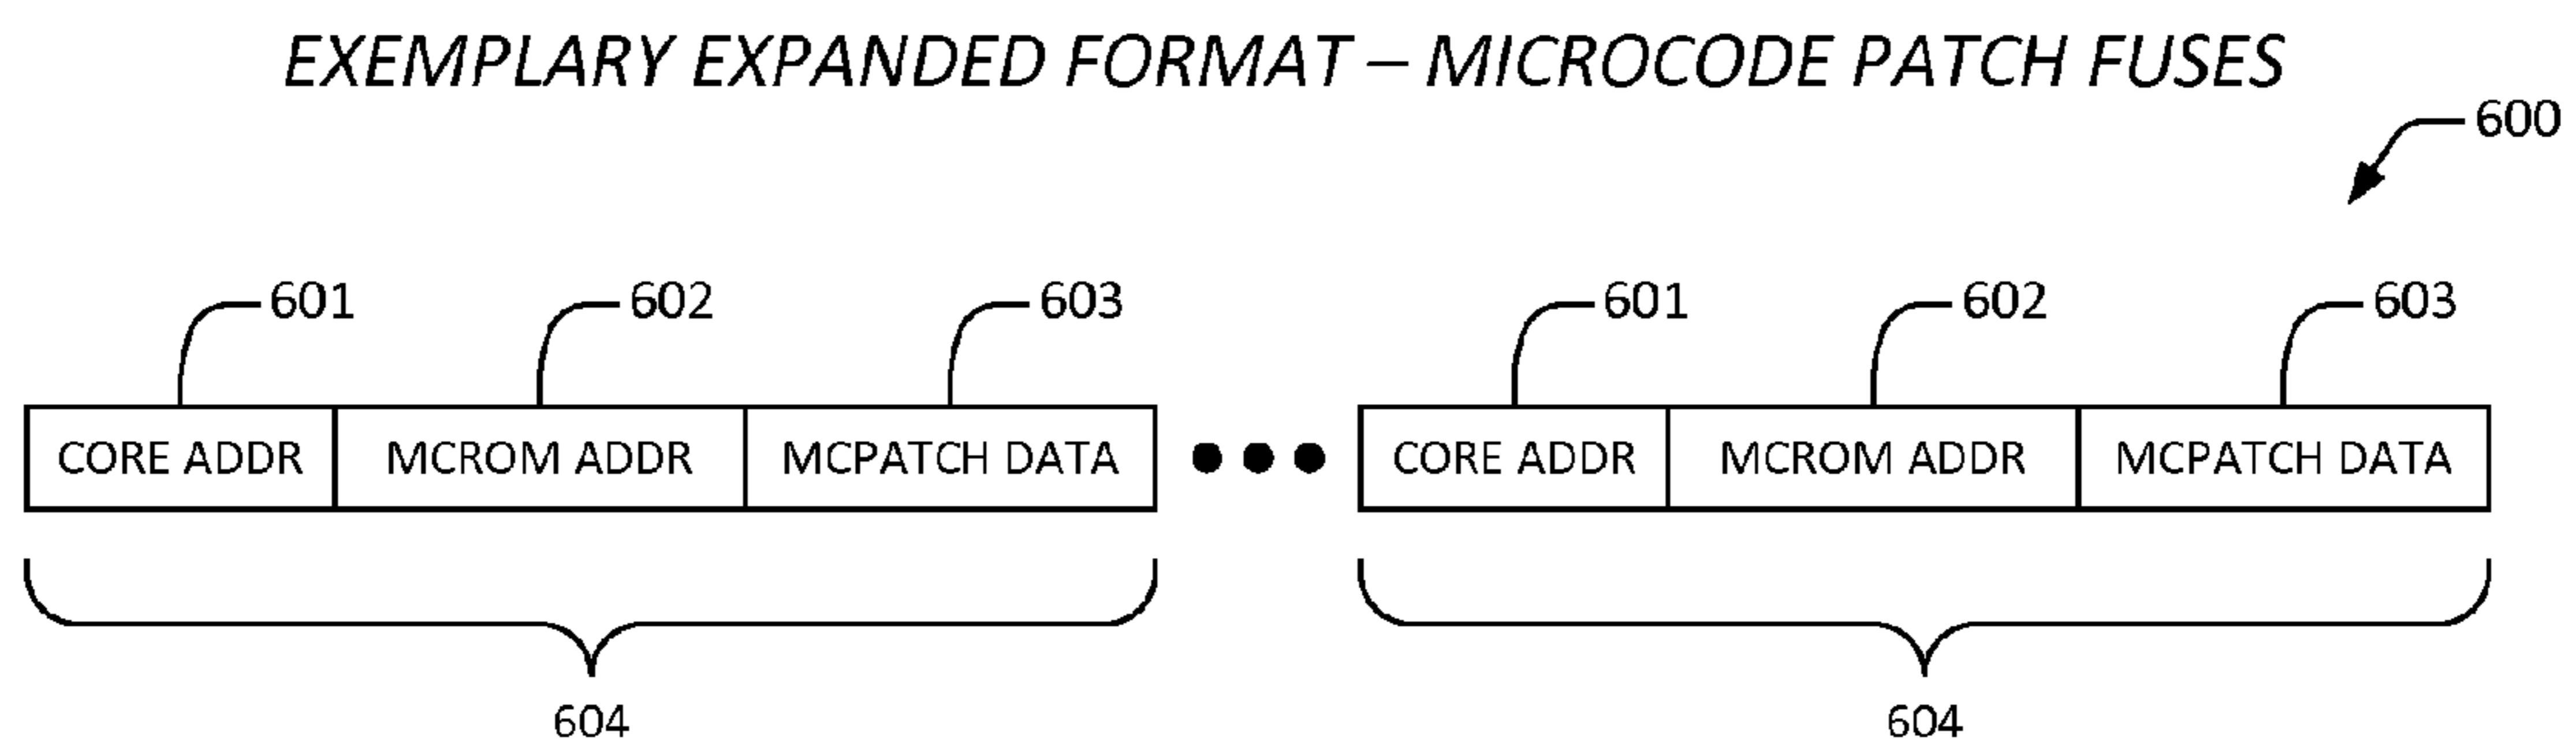 EXEMPLARY EXPANDED FORMAT – MICROCODE PATCH FUSES
600
601 602 603 601 602 603
CORE ADDR MCROM ADDR MCPATCH DATA ●●● CORE ADDR MCROM ADDR MCPATCH DATA
604 604